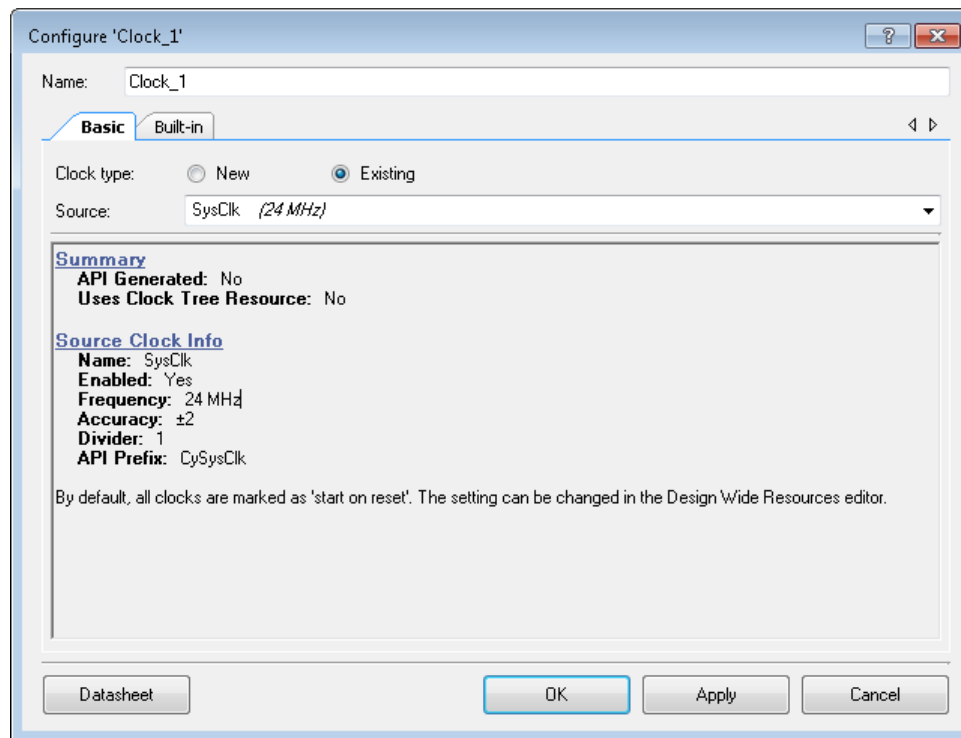 Configure 'Clock_1'
Name: Clock_1
Basic Built-in
Clock type: New Existing
Source: SysClk (24 MHz)
Summary
API Generated: No
Uses Clock Tree Resource: No
Source Clock Info
Name: SysClk
Enabled: Yes
Frequency: 24 MHz
Accuracy: ±2
Divider: 1
API Prefix: CySysClk
By default, all clocks are marked as 'start on reset'. The setting can be changed in the Design Wide Resources editor.
Datasheet OK Apply Cancel